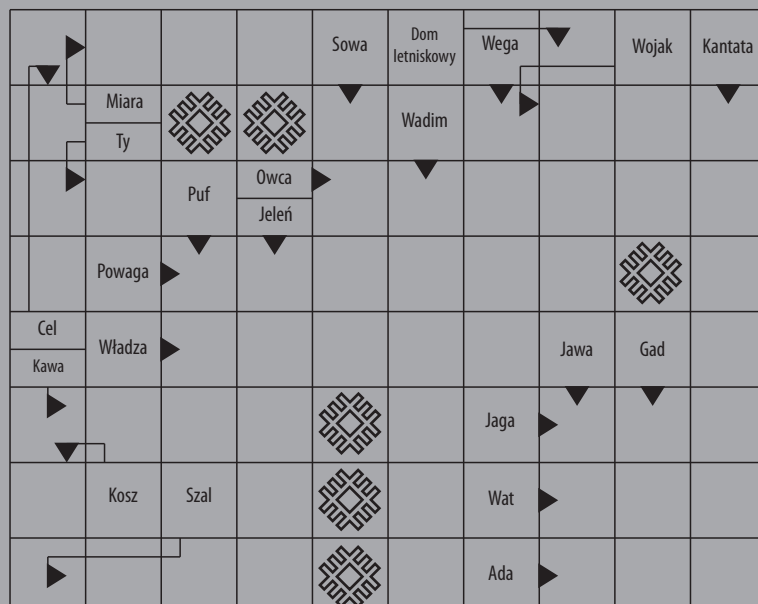 Sowa
Dom
letniskowy
Wega
Wojak
Kantata
Miara
Ty
Wadim
Puf
Owca
Jeleń
Powaga
Cel
Kawa
Władza
Jawa
Gad
Jaga
Kosz
Szal
Wat
Ada